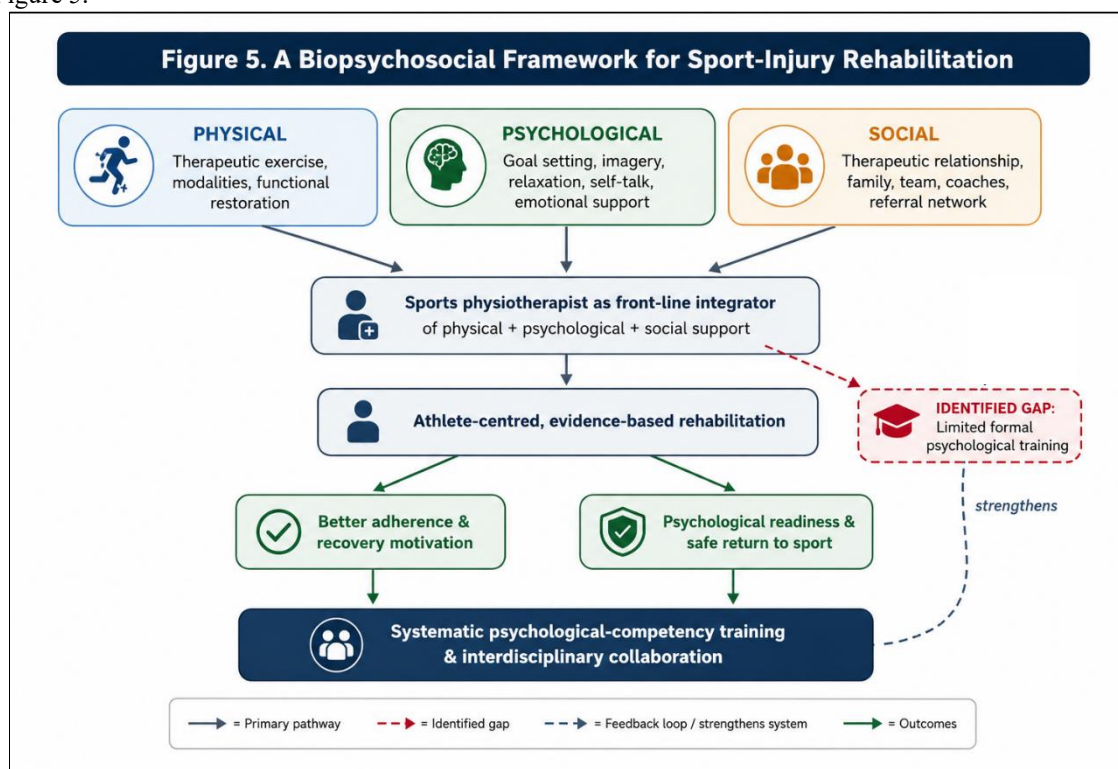 Figure 5. A Biopsychosocial Framework for Sport-Injury Rehabilitation
PHYSICAL
Therapeutic exercise,
modalities, functional
restoration
PSYCHOLOGICAL
Goal setting, imagery,
relaxation, self-talk,
emotional support
SOCIAL
Therapeutic relationship,
family, team, coaches,
referral network
Sports physiotherapist as front-line integrator
of physical + psychological + social support
IDENTIFIED GAP:
Limited formal
psychological training
Athlete-centred, evidence-based rehabilitation
strengthens
Better adherence &
recovery motivation
Psychological readiness &
safe return to sport
Systematic psychological-competency training
& interdisciplinary collaboration
= Primary pathway
= Identified gap
= Feedback loop / strengthens system
= Outcomes